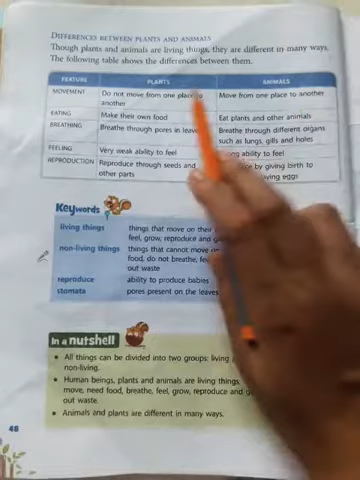 DIFFERENCES BETWEEN PLANTS AND ANIMALS
Though plants and animals are living things, they are different in many ways.
The following table shows the differences between them.
FEATURE PLANTS ANIMALS
MOVEMENT Do not move from one place to another Move from one place to another
EATING Make their own food Eat plants and other animals
BREATHING Breathe through pores in Breathe through different organs such as lungs, gills and holes
FEELING Very weak ability to feel ability to feel
REPRODUCTION Reproduce through seeds and other parts by giving birth to eggs
Keywords
living things things that move on their
feel, grow, reproduce and
non-living things things that cannot move
food, do not breathe,
out waste
reproduce ability to produce babies
stomata pores present on the leaves
In a nutshell
• All things can be divided into two groups: living
non-living.
• Human beings, plants and animals are living things.
move, need food, breathe, feel, grow, reproduce and
out waste.
• Animals and plants are different in many ways.
48